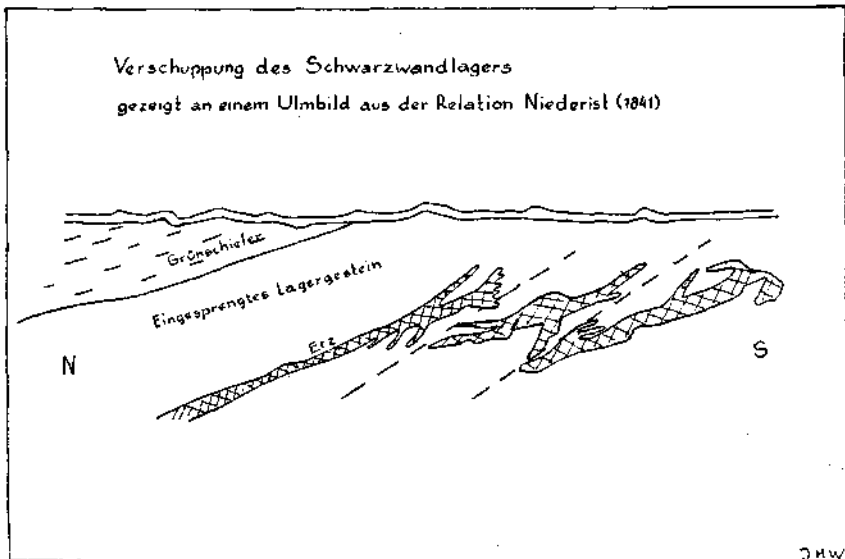 Verschuppung des Schwarzwandlagers
gezeigt an einem Ulmbild aus der Relation Niederist (1841)
Grünschiefer
Eingesprengtes Lagergestein
Erz
N
S
JHW